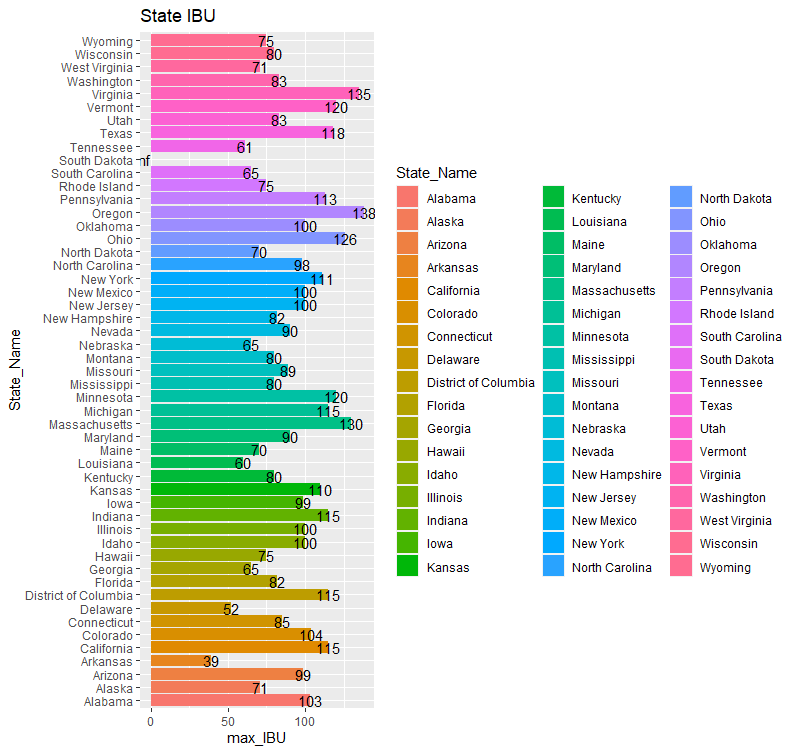 State IBU
State_Name
Wyoming 75
Wisconsin 80
West Virginia 71
Washington 83
Virginia 135
Vermont 120
Utah 83
Texas 118
Tennessee 61
South Dakota nf
South Carolina 65
Rhode Island 75
Pennsylvania 113
Oregon 138
Oklahoma 100
Ohio 126
North Dakota 70
North Carolina 98
New York 111
New Mexico 100
New Jersey 100
New Hampshire 82
Nevada 90
Nebraska 65
Montana 80
Missouri 89
Mississippi 80
Minnesota 120
Michigan 115
Massachusetts 130
Maryland 90
Maine 70
Louisiana 60
Kentucky 80
Kansas 110
Iowa 99
Indiana 115
Illinois 100
Idaho 100
Hawaii 75
Georgia 65
Florida 82
District of Columbia 115
Delaware 52
Connecticut 85
Colorado 104
California 115
Arkansas 39
Arizona 99
Alaska 71
Alabama 103
0 50 100
max_IBU
State_Name
Alabama
Alaska
Arizona
Arkansas
California
Colorado
Connecticut
Delaware
District of Columbia
Florida
Georgia
Hawaii
Idaho
Illinois
Indiana
Iowa
Kansas
Kentucky
Louisiana
Maine
Maryland
Massachusetts
Michigan
Minnesota
Mississippi
Missouri
Montana
Nebraska
Nevada
New Hampshire
New Jersey
New Mexico
New York
North Carolina
North Dakota
Ohio
Oklahoma
Oregon
Pennsylvania
Rhode Island
South Carolina
South Dakota
Tennessee
Texas
Utah
Vermont
Virginia
Washington
West Virginia
Wisconsin
Wyoming